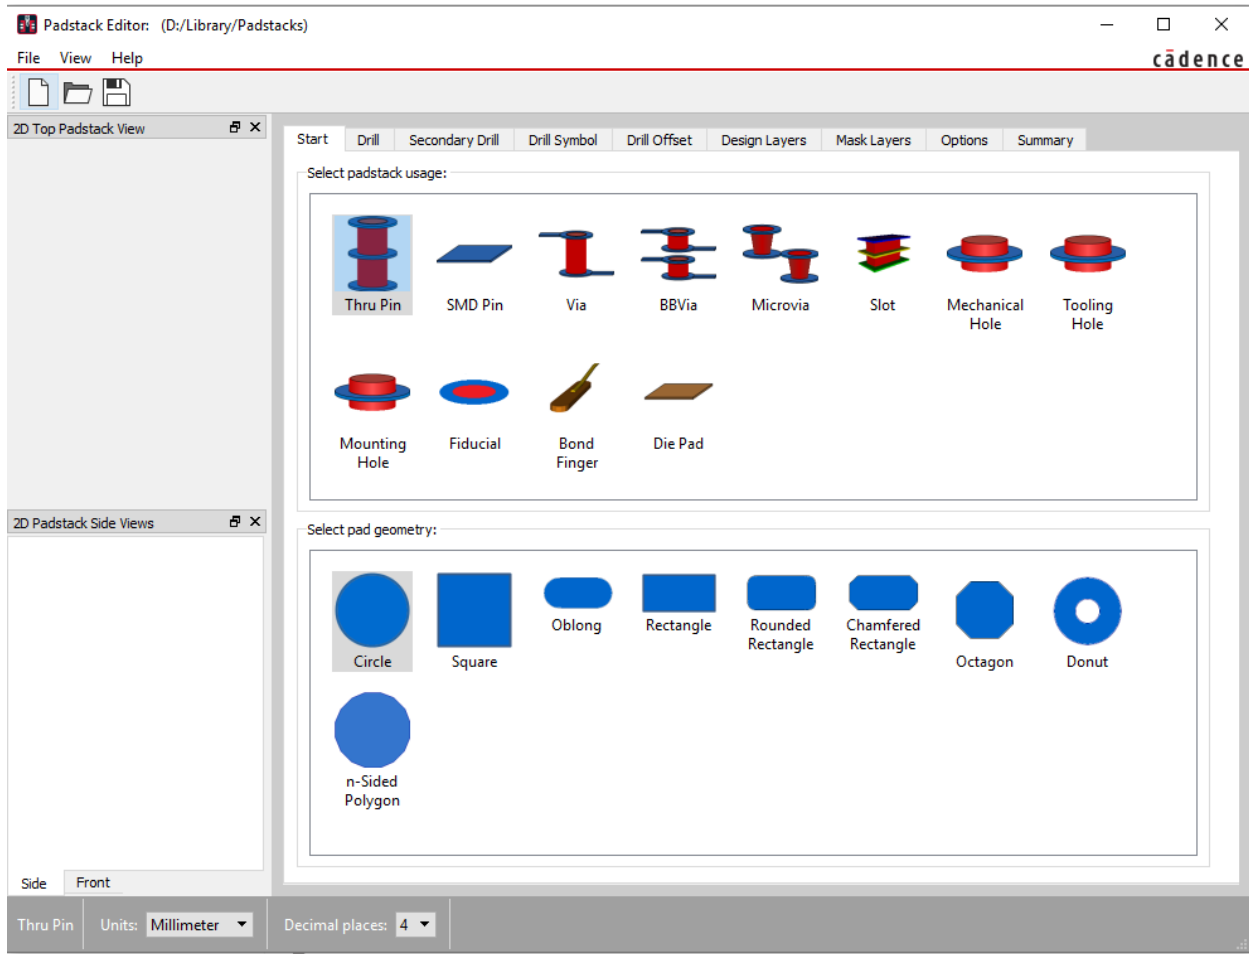 Padstack Editor: (D:/Library/Padstacks)
File View Help
cādence
2D Top Padstack View
Start Drill Secondary Drill Drill Symbol Drill Offset Design Layers Mask Layers Options Summary
Select padstack usage:
Thru Pin SMD Pin Via BBVia Microvia Slot Mechanical Hole Tooling Hole
Mounting Hole Fiducial Bond Finger Die Pad
2D Padstack Side Views
Select pad geometry:
Circle Square Oblong Rectangle Rounded Rectangle Chamfered Rectangle Octagon Donut
n-Sided Polygon
Side Front
Thru Pin Units: Millimeter Decimal places: 4